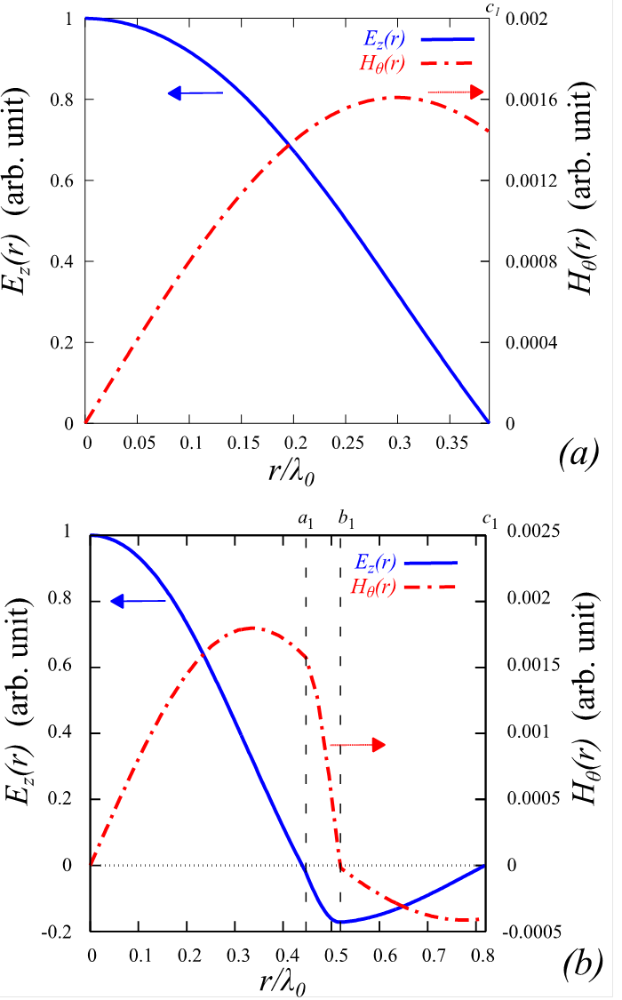 c1
1
0.8
0.6
0.4
0.2
0
Ez(r) (arb. unit)
Ez(r)
Hθ(r)
0.002
0.0016
0.0012
0.0008
0.0004
0
Hθ(r) (arb. unit)
0 0.05 0.1 0.15 0.2 0.25 0.3 0.35
r/λ0
(a)
a1 b1 c1
1
0.8
0.6
0.4
0.2
0
-0.2
Ez(r) (arb. unit)
Ez(r)
Hθ(r)
0.0025
0.002
0.0015
0.001
0.0005
0
-0.0005
Hθ(r) (arb. unit)
0 0.1 0.2 0.3 0.4 0.5 0.6 0.7 0.8
r/λ0
(b)